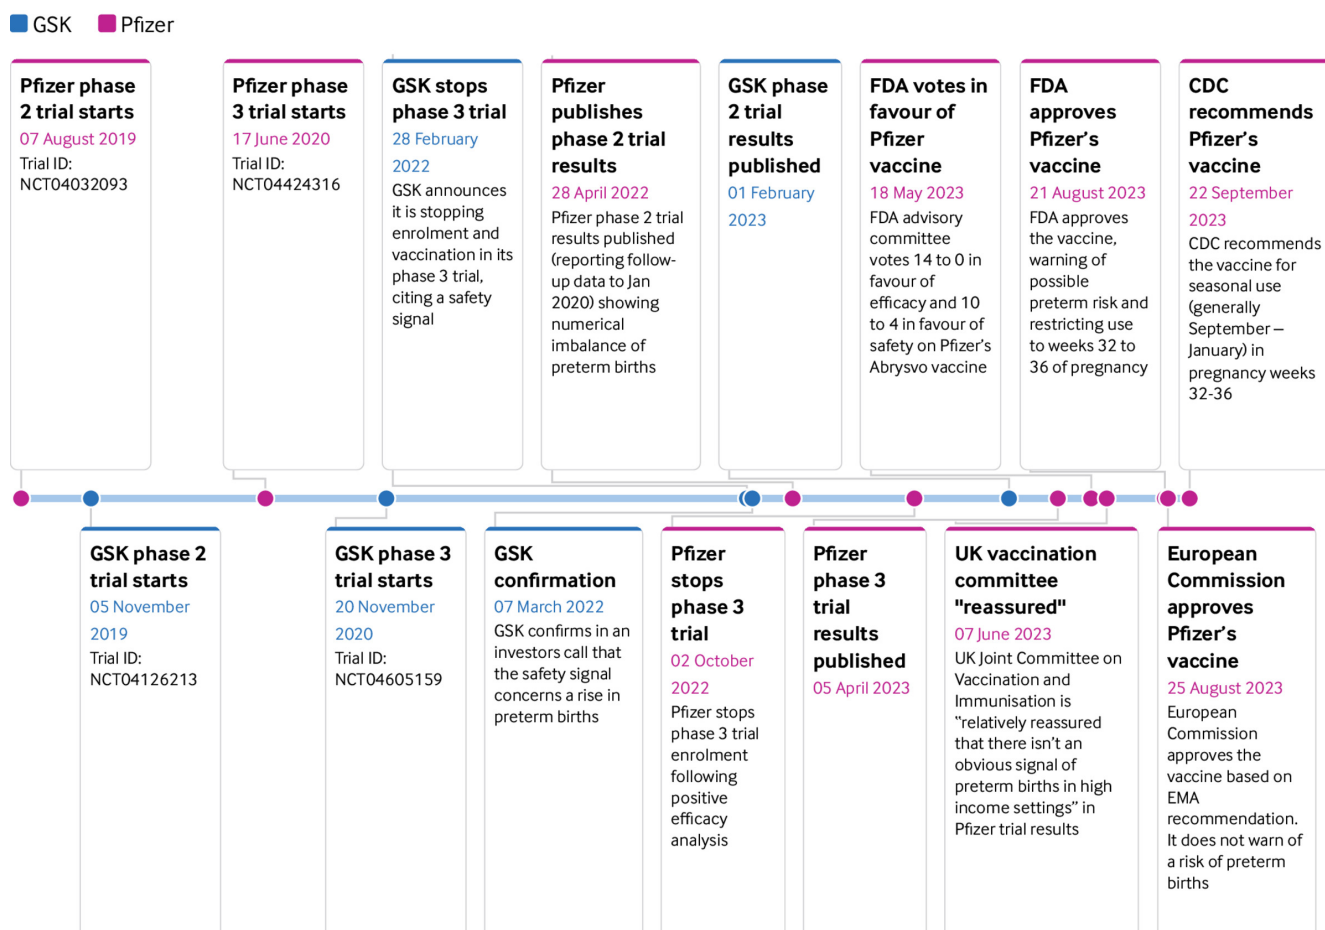 GSK
Pfizer
Pfizer phase
2 trial starts
07 August 2019
Trial ID:
NCT04032093
Pfizer phase
3 trial starts
17 June 2020
Trial ID:
NCT04424316
GSK stops
phase 3 trial
28 February
2022
GSK announces
it is stopping
enrolment and
vaccination in its
phase 3 trial,
citing a safety
signal
Pfizer
publishes
phase 2 trial
results
28 April 2022
Pfizer phase 2 trial
results published
(reporting follow-
up data to Jan
2020) showing
numerical
imbalance of
preterm births
GSK phase
2 trial
results
published
01 February
2023
FDA votes in
favour of
Pfizer
vaccine
18 May 2023
FDA advisory
committee
votes 14 to 0 in
favour of
efficacy and 10
to 4 in favour of
safety on Pfizer’s
Abrysvo vaccine
FDA
approves
Pfizer’s
vaccine
21 August 2023
FDA approves
the vaccine,
warning of
possible
preterm risk and
restricting use
to weeks 32 to
36 of pregnancy
CDC
recommends
Pfizer’s
vaccine
22 September
2023
CDC recommends
the vaccine for
seasonal use
(generally
September –
January) in
pregnancy weeks
32-36
GSK phase 2
trial starts
05 November
2019
Trial ID:
NCT04126213
GSK phase 3
trial starts
20 November
2020
Trial ID:
NCT04605159
GSK
confirmation
07 March 2022
GSK confirms in an
investors call that
the safety signal
concerns a rise in
preterm births
Pfizer
stops
phase 3
trial
02 October
2022
Pfizer stops
phase 3 trial
enrolment
following
positive
efficacy
analysis
Pfizer
phase 3
trial
results
published
05 April 2023
UK vaccination
committee
"reassured"
07 June 2023
UK Joint Committee on
Vaccination and
Immunisation is
“relatively reassured
that there isn’t an
obvious signal of
preterm births in high
income settings” in
Pfizer trial results
European
Commission
approves
Pfizer’s
vaccine
25 August 2023
European
Commission
approves the
vaccine based on
EMA
recommendation.
It does not warn of
a risk of preterm
births